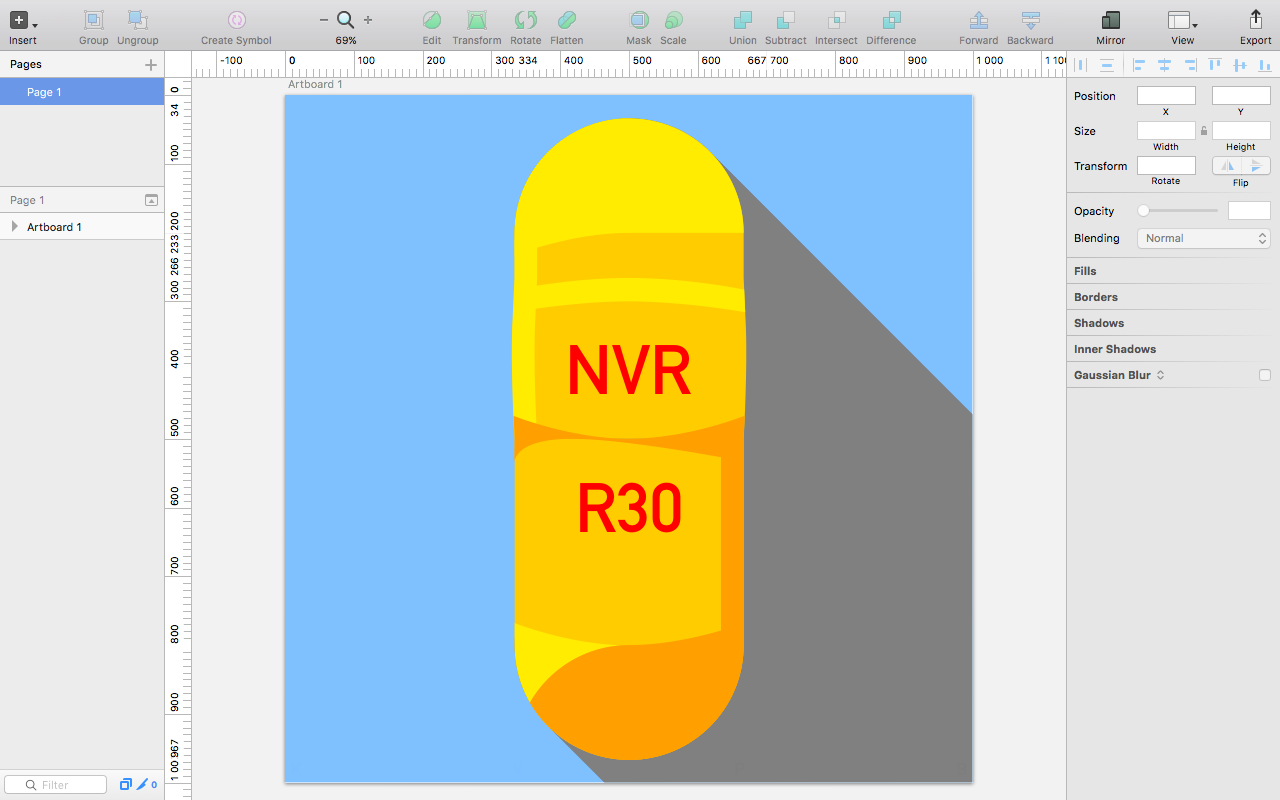 Insert Group Ungroup Create Symbol 69% Edit Transform Rotate Flatten Mask Scale Union Subtract Intersect Difference Forward Backward Mirror View Export
Pages
Page 1
Page 1
Artboard 1
Filter
0
-100 0 100 200 300 334 400 500 600 667 700 800 900 1 000 1 10
0
34
100
200
233
266
300
400
500
600
700
800
900
967
1 00
Artboard 1
NVR
R30
Position
X Y
Size
Width Height
Transform
Rotate Flip
Opacity
Blending Normal
Fills
Borders
Shadows
Inner Shadows
Gaussian Blur